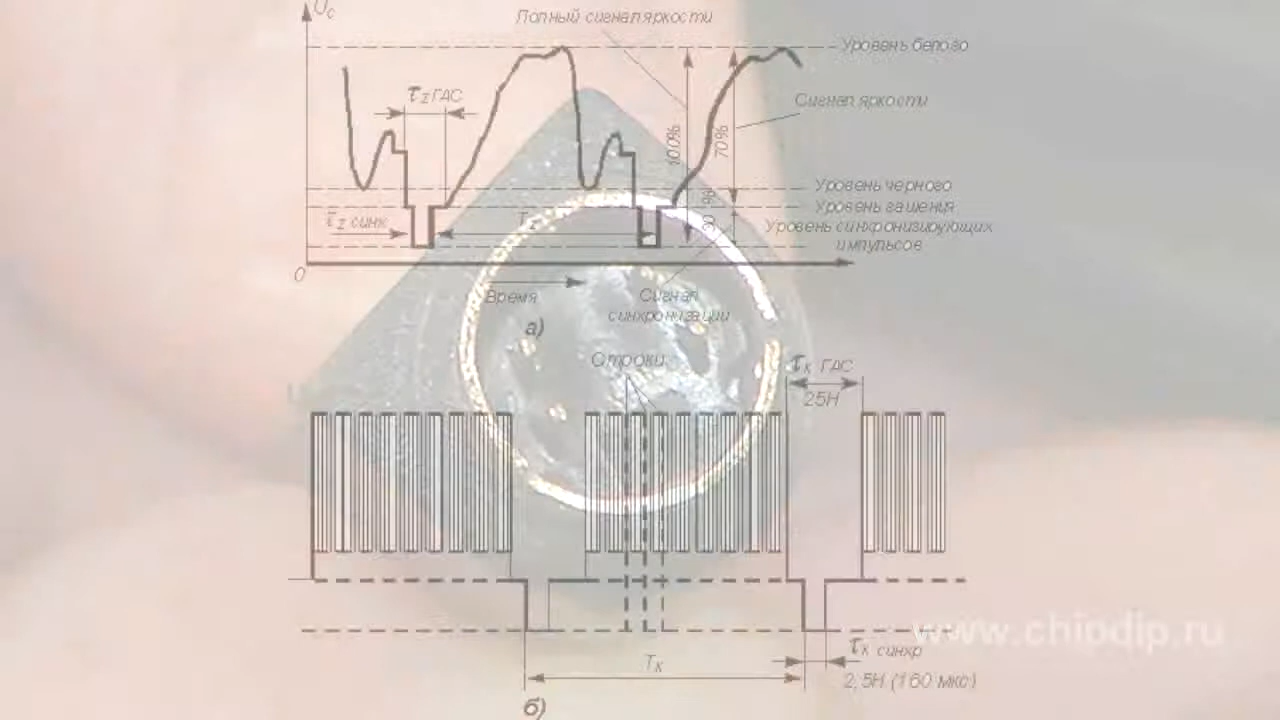 Uc
Полный сигнал яркости
Уровень белого
τz ГАС
Сигнал яркости
100%
70%
Уровень черного
Уровень гашения
τz синх
Tz
30 %
Уровень синхронизирующих
импульсов
0
Время
Сигнал
синхронизации
а)
Строки
τк ГАС
25H
www.chipdip.ru
τк синхр
Tк
2,5H (160 мкс)
б)